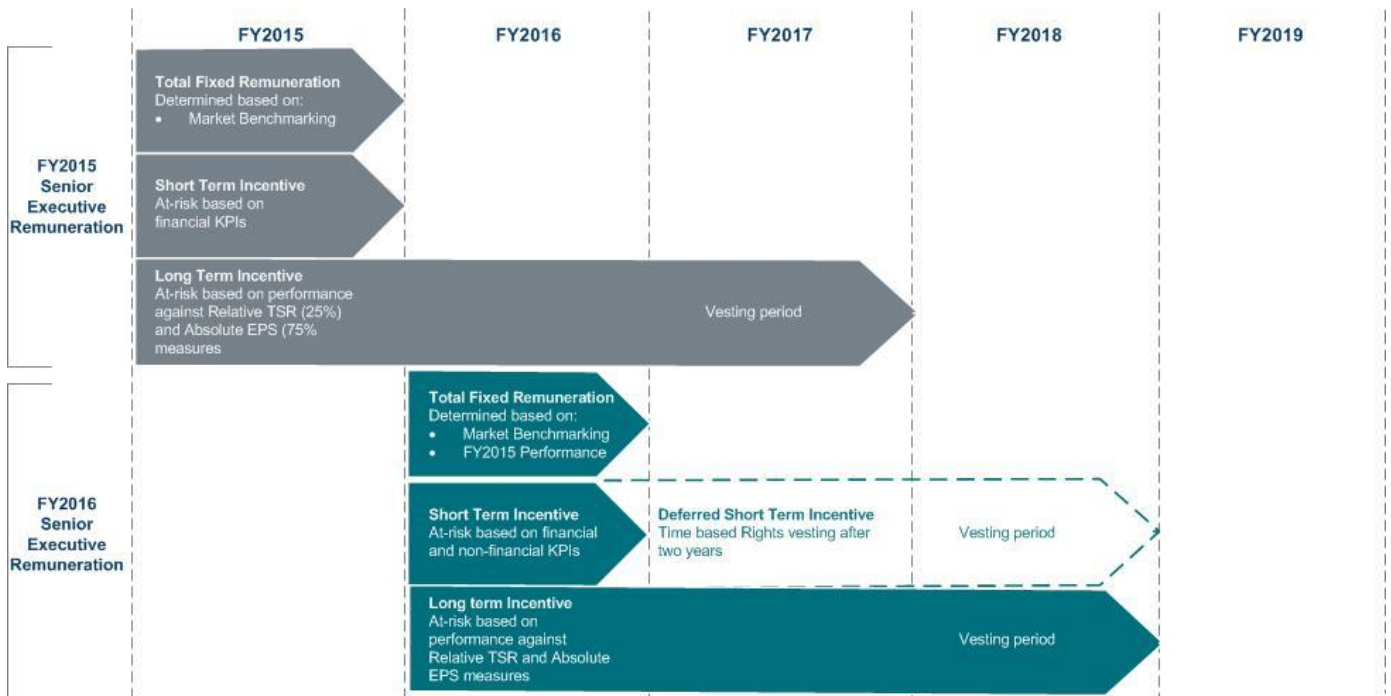 FY2015 FY2016 FY2017 FY2018 FY2019
FY2015
Senior
Executive
Remuneration
Total Fixed Remuneration
Determined based on:
• Market Benchmarking
Short Term Incentive
At-risk based on
financial KPIs
Long Term Incentive
At-risk based on performance
against Relative TSR (25%)
and Absolute EPS (75%
measures
Vesting period
FY2016
Senior
Executive
Remuneration
Total Fixed Remuneration
Determined based on:
• Market Benchmarking
• FY2015 Performance
Short Term Incentive
At-risk based on financial
and non-financial KPIs
Deferred Short Term Incentive
Time based Rights vesting after
two years
Vesting period
Long term Incentive
At-risk based on
performance against
Relative TSR and Absolute
EPS measures
Vesting period